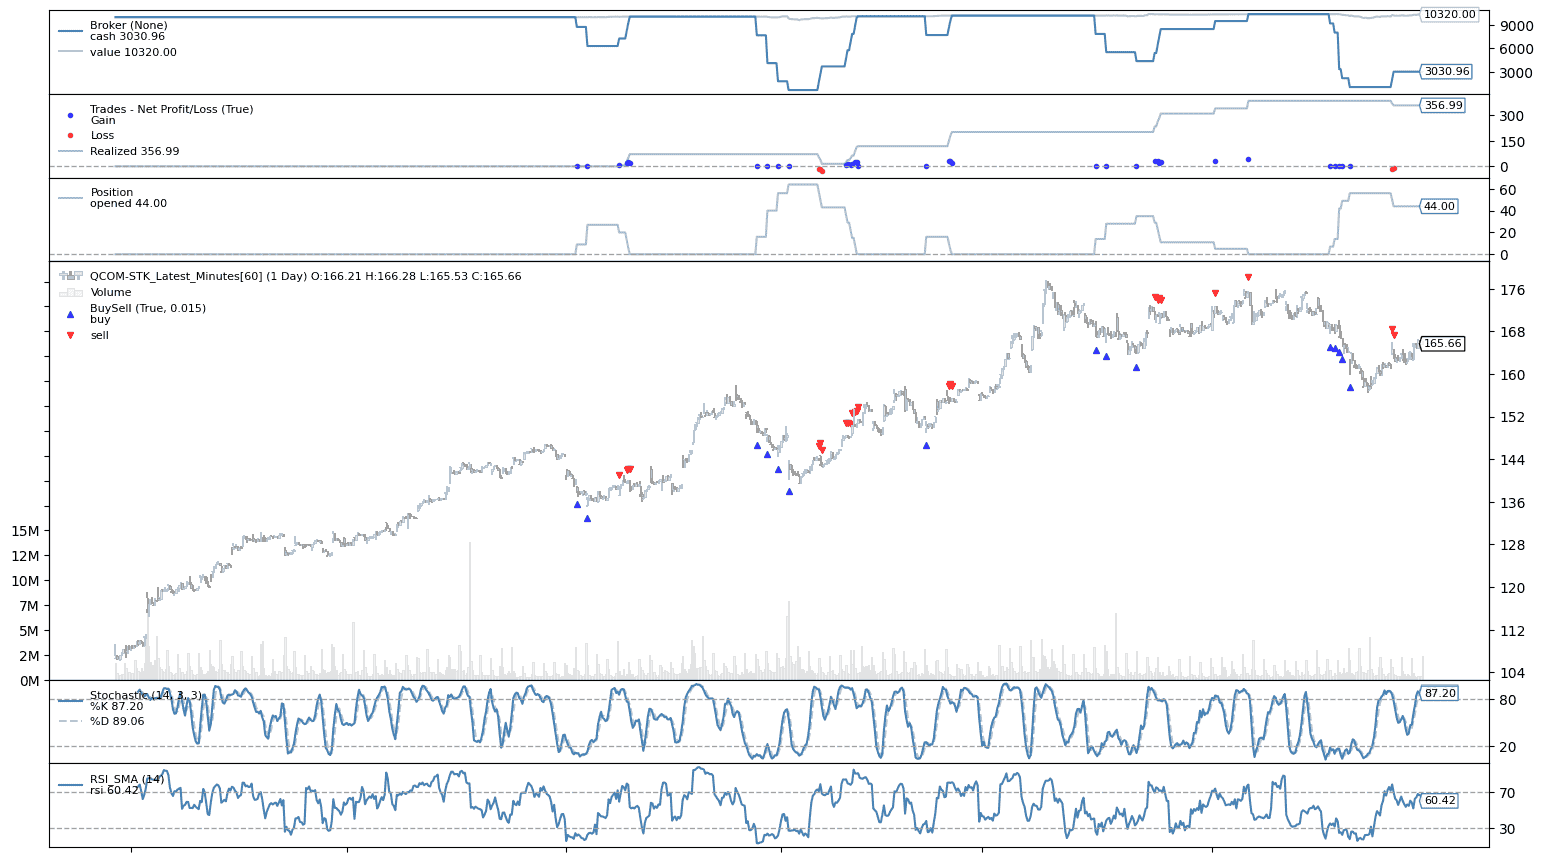 Broker (None)
cash 3030.96
value 10320.00
10320.00
9000
6000
3000
3030.96
Trades - Net Profit/Loss (True)
Gain
Loss
Realized 356.99
356.99
300
150
0
Position
opened 44.00
60
44.00
40
20
0
QCOM-STK_Latest_Minutes[60] (1 Day) O:166.21 H:166.28 L:165.53 C:165.66
Volume
BuySell (True, 0.015)
buy
sell
176
168
165.66
160
152
144
136
128
120
112
104
15M
12M
10M
7M
5M
2M
0M
Stochastic (14, 3, 3)
%K 87.20
%D 89.06
87.20
80
20
RSI_SMA (14)
rsi 60.42
70
60.42
30